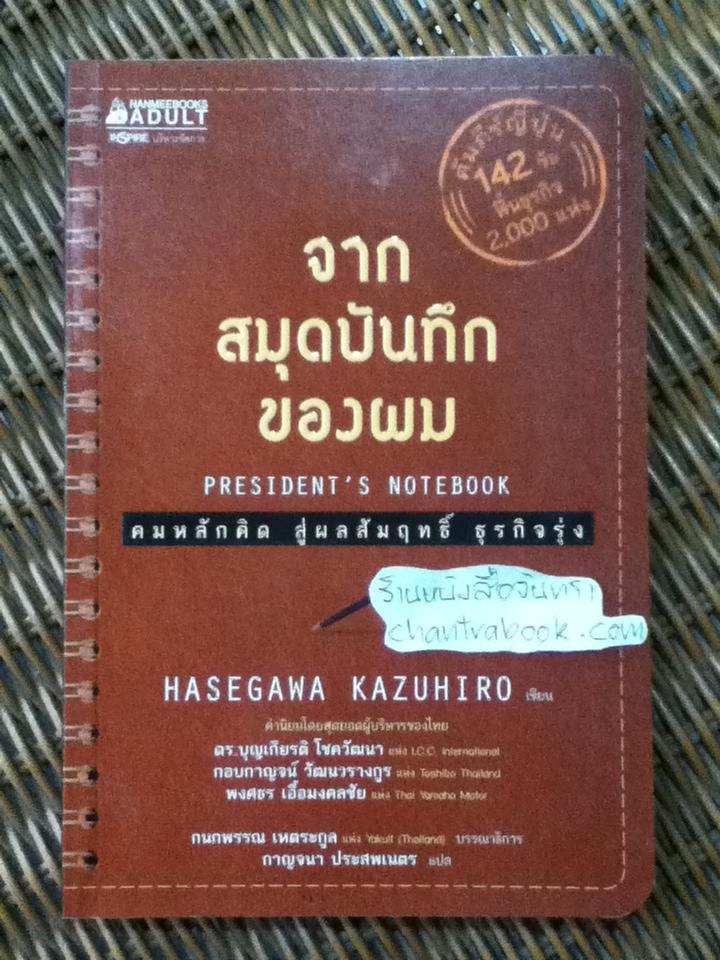 NANMEEBOOKS
ADULT
INSPIRE บริหารจัดการ
คัมภีร์ญี่ปุ่น
142 ข้อ
ฟื้นธุรกิจ
2,000 แห่ง
จาก
สมุดบันทึก
ของผม
PRESIDENT'S NOTEBOOK
คมหลักคิด สู่ผลสัมฤทธิ์ ธุรกิจรุ่ง
ร้านหนังสือจันทรา
chantrabook.com
HASEGAWA KAZUHIRO เขียน
คำนิยมโดยสุดยอดผู้บริหารของไทย
ดร.บุญเกียรติ โชควัฒนา แห่ง I.C.C. International
กอบกาญจน์ วัฒนวรางกูร แห่ง Toshiba Thailand
พงศธร เอื้อมงคลชัย แห่ง Thai Yamaha Motor
กนกพรรณ เหตระกูล แห่ง Yakult (Thailand) บรรณาธิการ
กาญจนา ประสพเนตร แปล